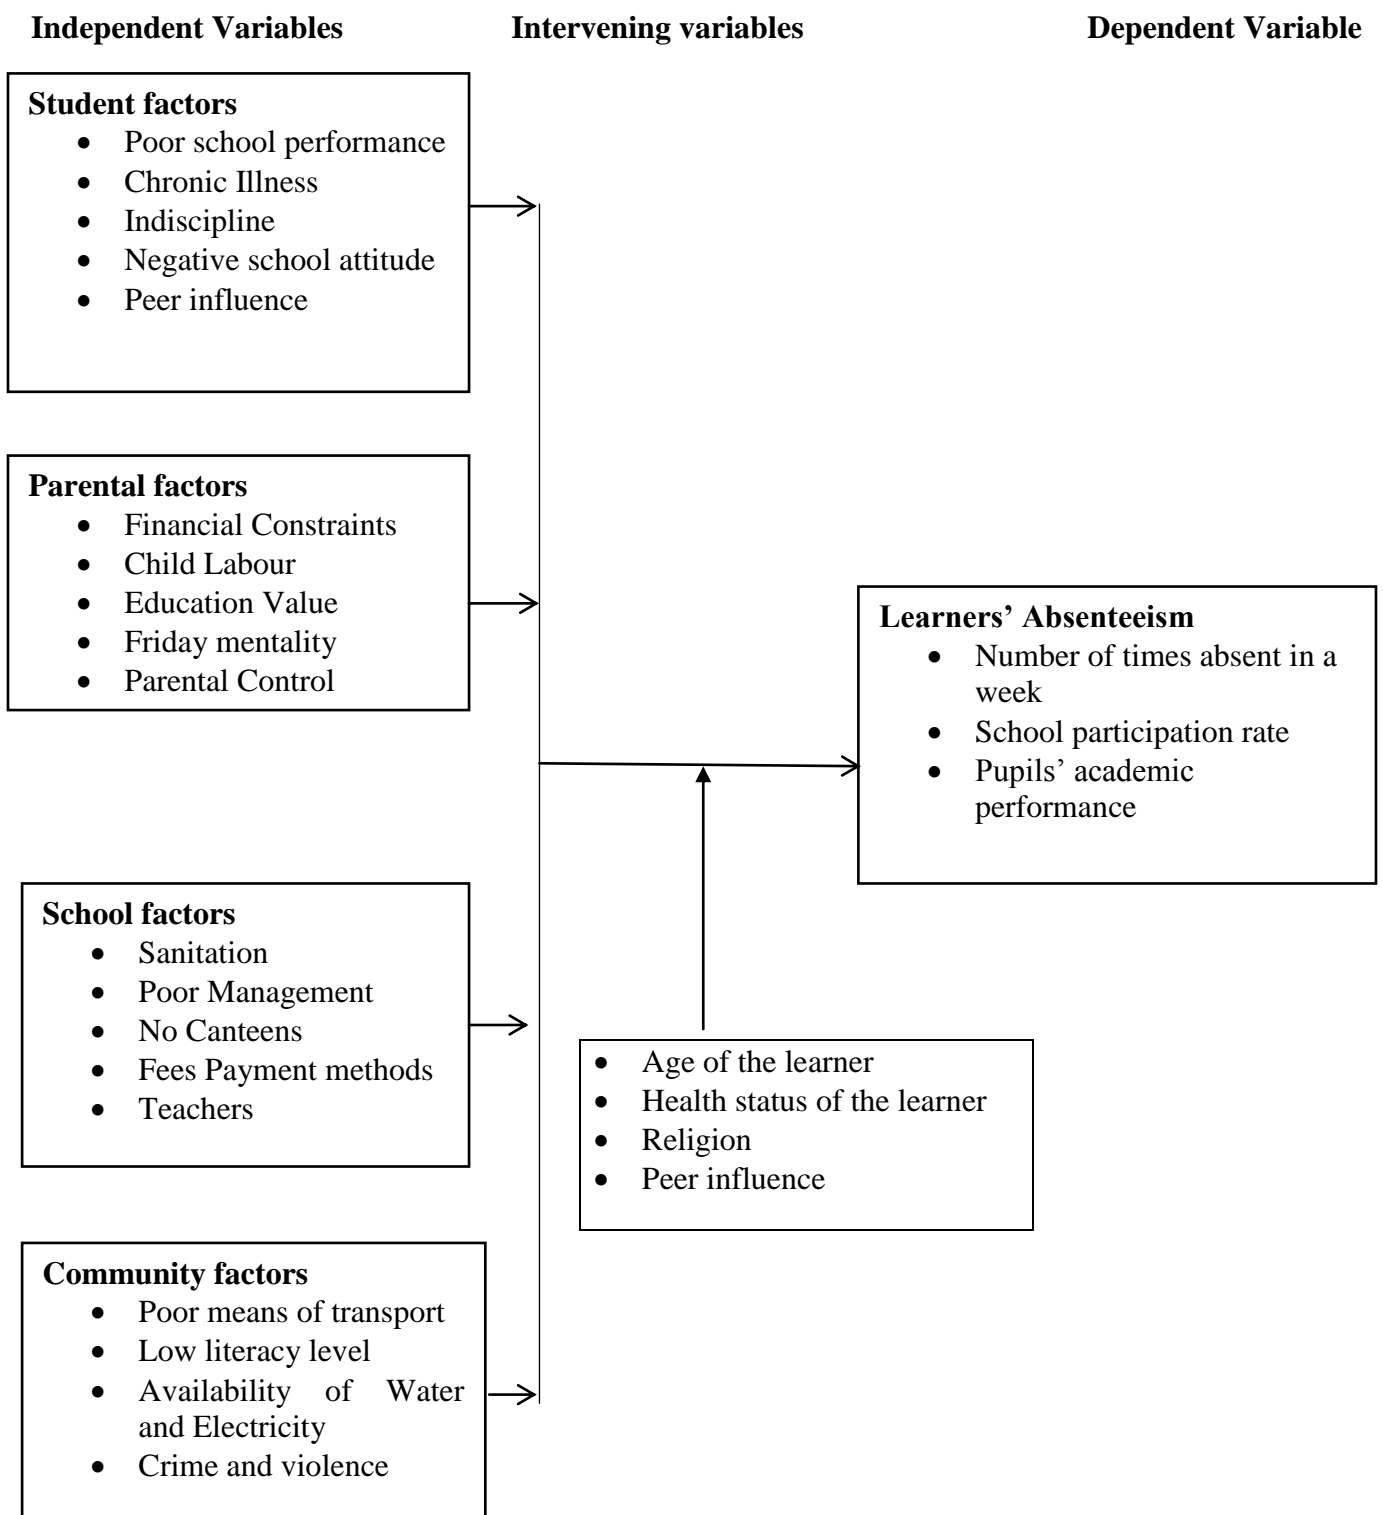 Independent Variables
Intervening variables
Dependent Variable
Student factors
• Poor school performance
• Chronic Illness
• Indiscipline
• Negative school attitude
• Peer influence
Parental factors
• Financial Constraints
• Child Labour
• Education Value
• Friday mentality
• Parental Control
Learners’ Absenteeism
• Number of times absent in a
week
• School participation rate
• Pupils’ academic
performance
School factors
• Sanitation
• Poor Management
• No Canteens
• Fees Payment methods
• Teachers
• Age of the learner
• Health status of the learner
• Religion
• Peer influence
Community factors
• Poor means of transport
• Low literacy level
• Availability of Water
and Electricity
• Crime and violence